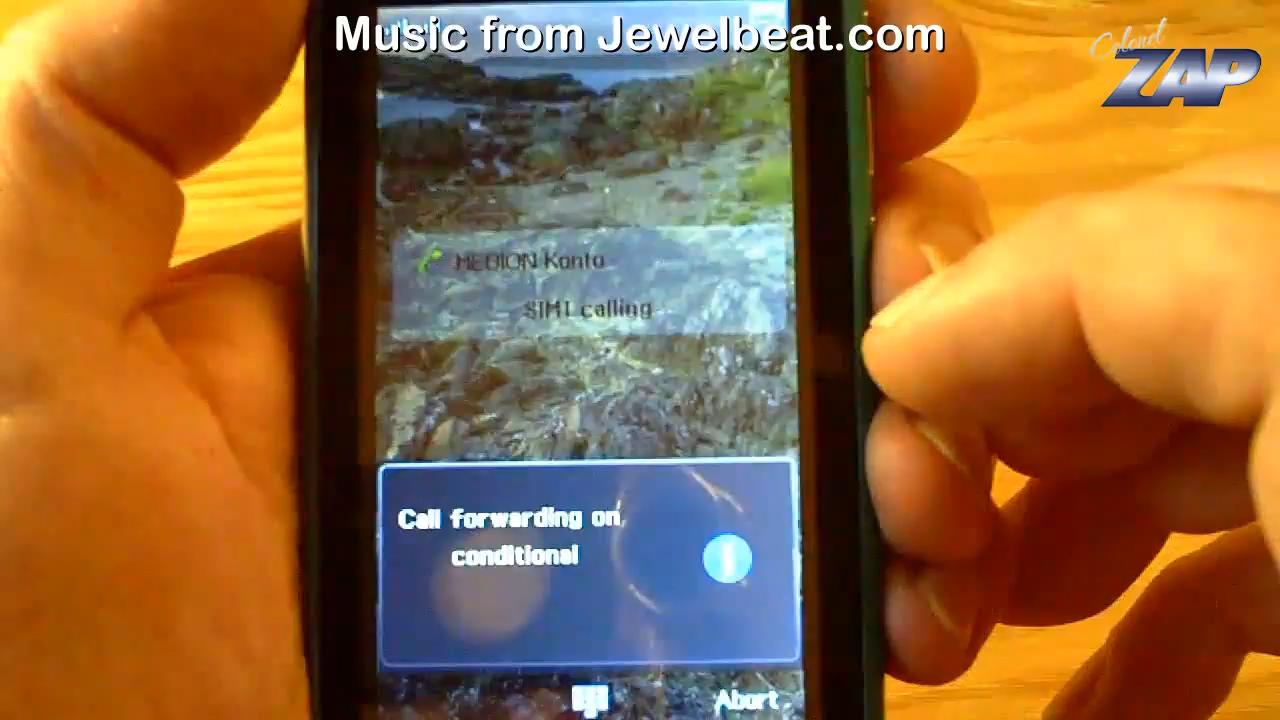 Music from Jewelbeat.com
Colonel
ZAP
MEDION Konto
SIM1 calling
Call forwarding on
conditional
i
Abort